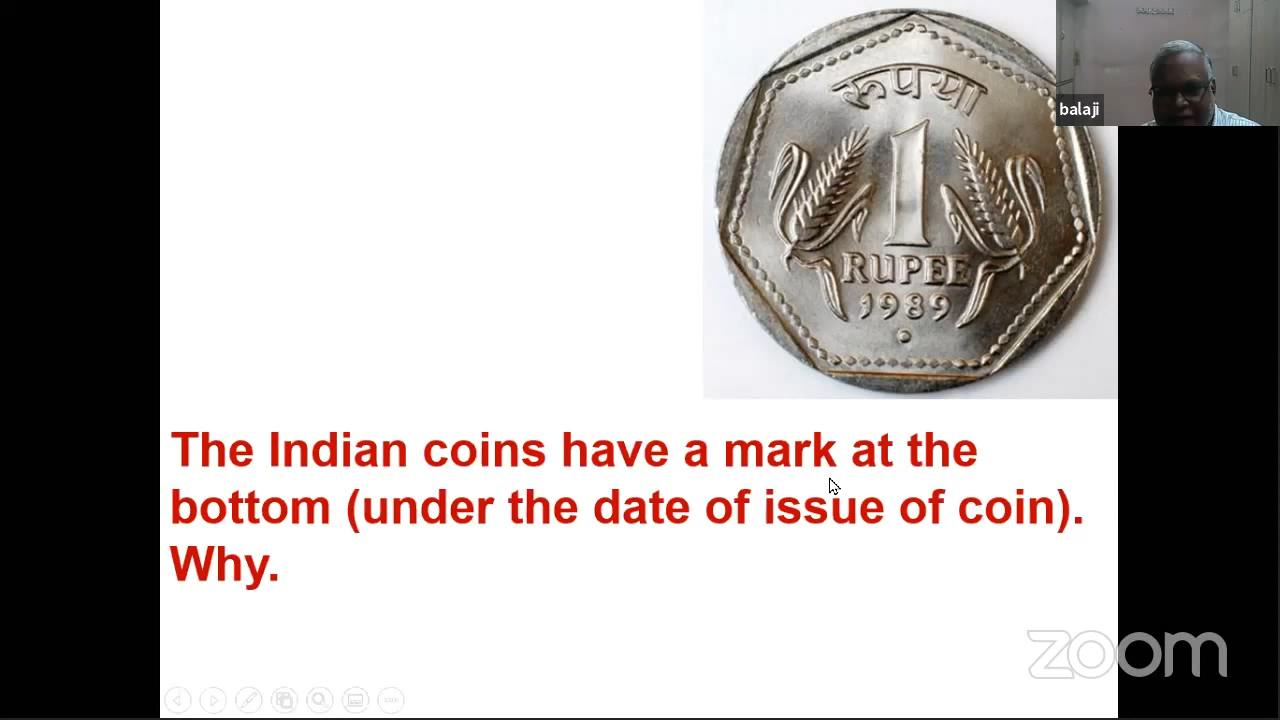 रूपया
1
RUPEE
1989
balaji
The Indian coins have a mark at the
bottom (under the date of issue of coin).
Why.
zoom